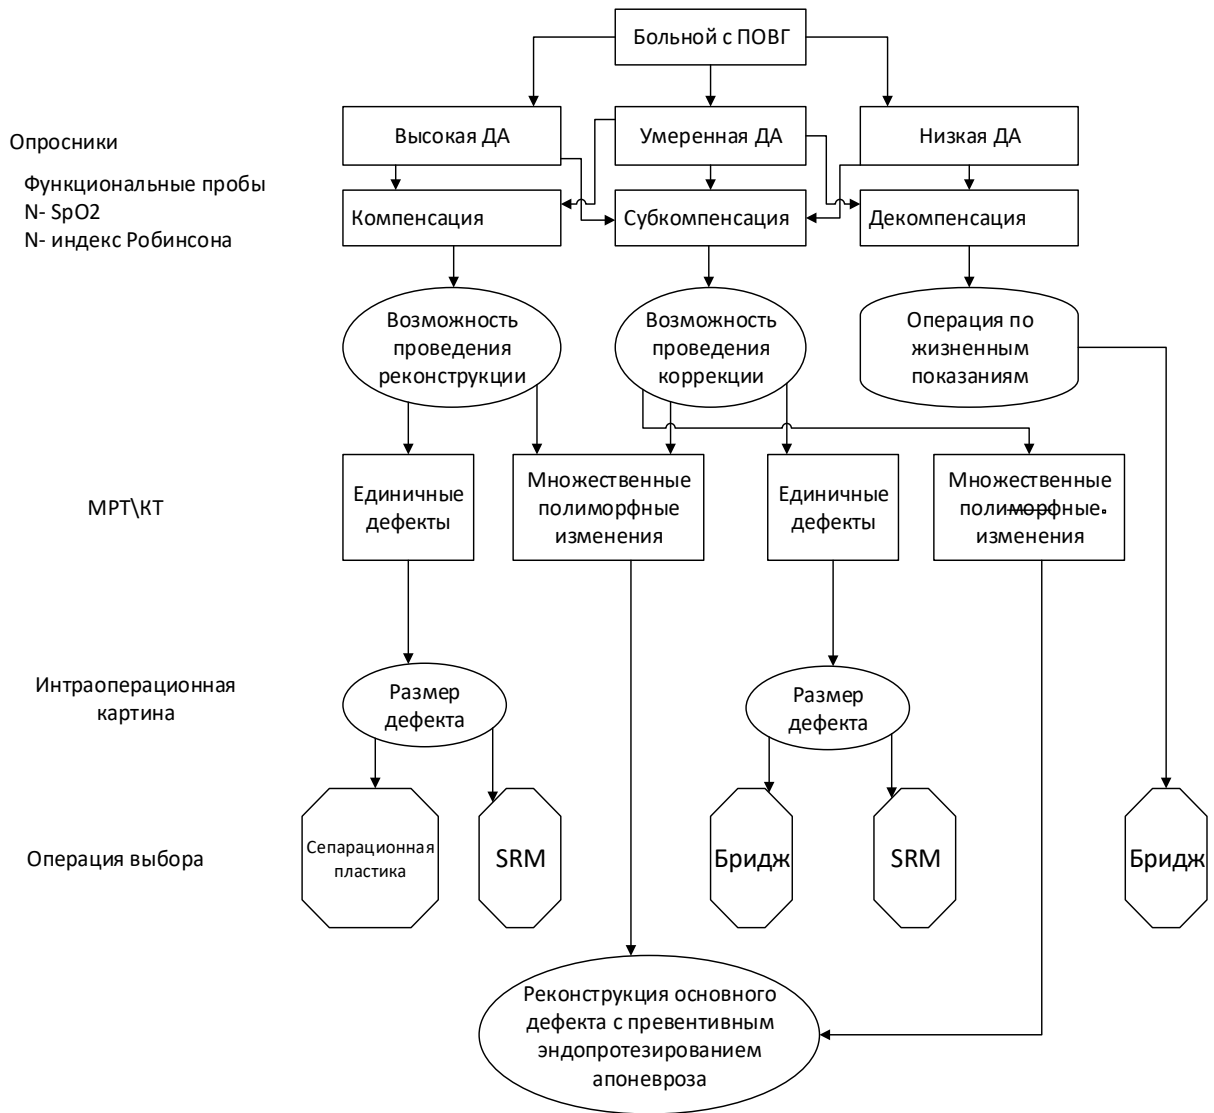 Больной с ПОВГ
Опросники
Высокая ДА
Умеренная ДА
Низкая ДА
Функциональные пробы
N- SpO2
N- индекс Робинсона
Компенсация
Субкомпенсация
Декомпенсация
Возможность
проведения
реконструкции
Возможность
проведения
коррекции
Операция по
жизненным
показаниям
МРТ\КТ
Единичные
дефекты
Множественные
полиморфные
изменения
Единичные
дефекты
Множественные
полиморфные.
изменения
Интраоперационная
картина
Размер
дефекта
Размер
дефекта
Операция выбора
Сепарационная
пластика
SRM
Бридж
SRM
Бридж
Реконструкция основного
дефекта с превентивным
эндопротезированием
апоневроза